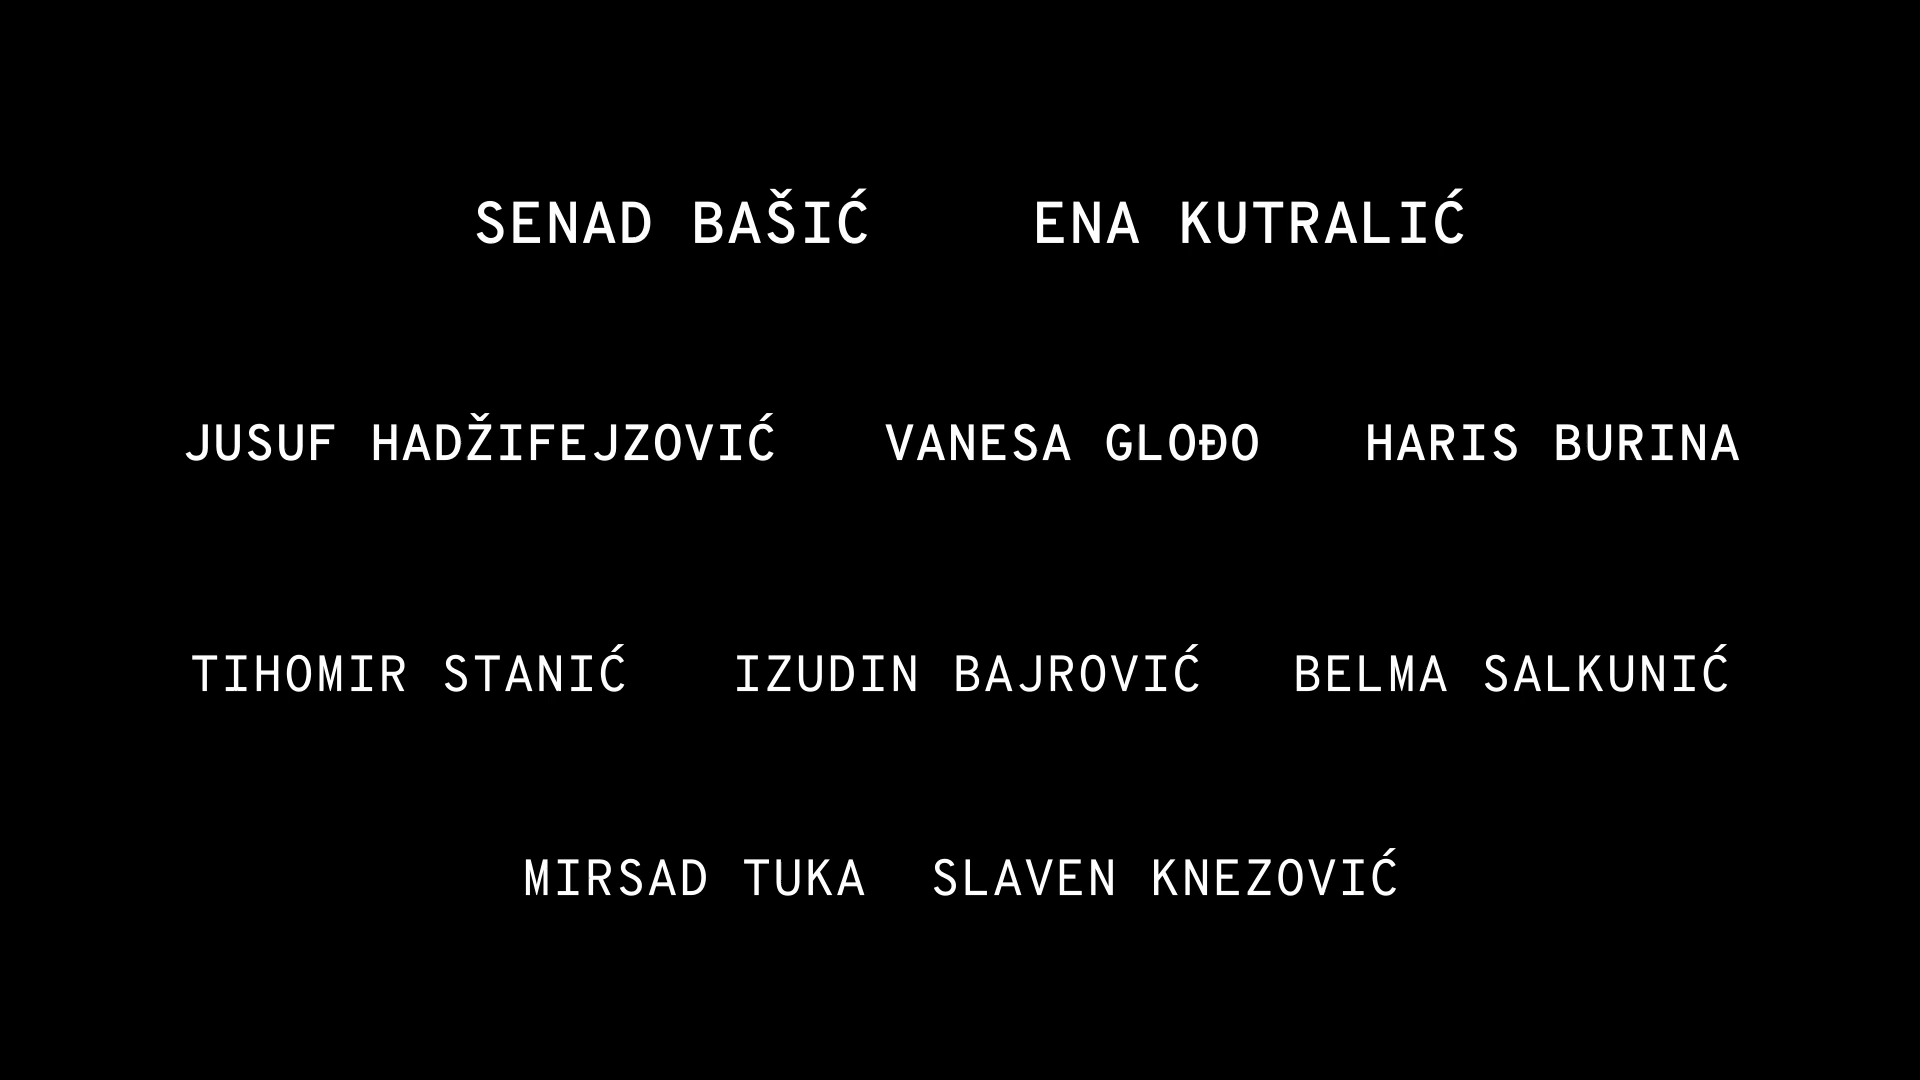 SENAD BAŠIĆ ENA KUTRALIĆ
JUSUF HADŽIFEJZOVIĆ VANESA GLOĐO HARIS BURINA
TIHOMIR STANIĆ IZUDIN BAJROVIĆ BELMA SALKUNIĆ
MIRSAD TUKA SLAVEN KNEZOVIĆ